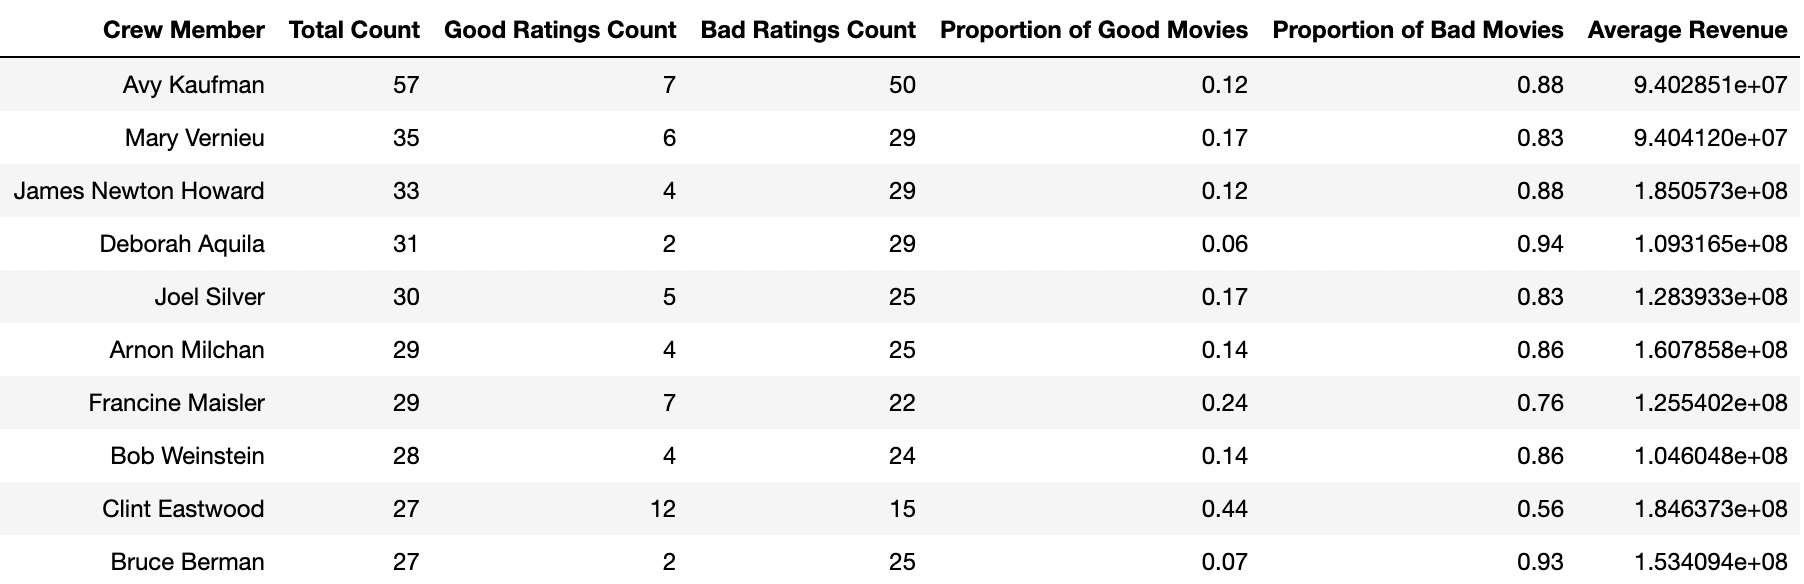 Crew Member Total Count Good Ratings Count Bad Ratings Count Proportion of Good Movies Proportion of Bad Movies Average Revenue
Avy Kaufman 57 7 50 0.12 0.88 9.402851e+07
Mary Vernieu 35 6 29 0.17 0.83 9.404120e+07
James Newton Howard 33 4 29 0.12 0.88 1.850573e+08
Deborah Aquila 31 2 29 0.06 0.94 1.093165e+08
Joel Silver 30 5 25 0.17 0.83 1.283933e+08
Arnon Milchan 29 4 25 0.14 0.86 1.607858e+08
Francine Maisler 29 7 22 0.24 0.76 1.255402e+08
Bob Weinstein 28 4 24 0.14 0.86 1.046048e+08
Clint Eastwood 27 12 15 0.44 0.56 1.846373e+08
Bruce Berman 27 2 25 0.07 0.93 1.534094e+08